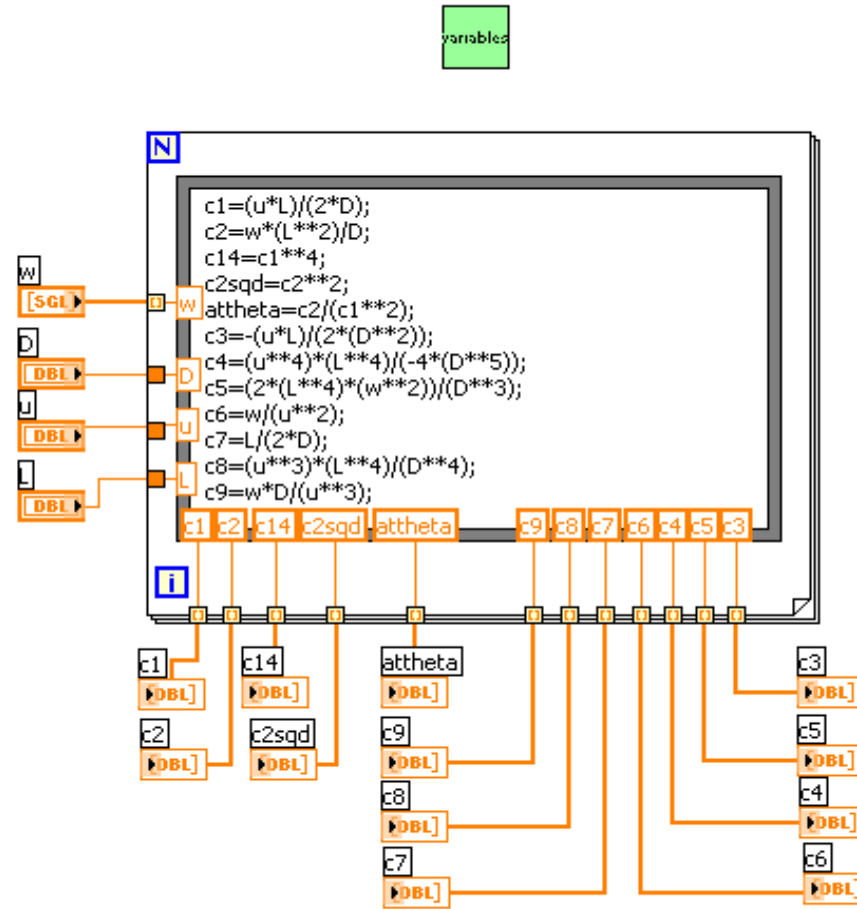 variables
N
c1=(u*L)/(2*D);
c2=w*(L**2)/D;
c14=c1**4;
c2sqd=c2**2;
attheta=c2/(c1**2);
c3=-(u*L)/(2*(D**2));
c4=(u**4)*(L**4)/(-4*(D**5));
c5=(2*(L**4)*(w**2))/(D**3);
c6=w/(u**2);
c7=L/(2*D);
c8=(u**3)*(L**4)/(D**4);
c9=w*D/(u**3);
w
[SGL]
w
D
DBL
D
u
DBL
u
L
DBL
L
c1 c2 c14 c2sqd attheta c9 c8 c7 c6 c4 c5 c3
i
c1 c14 attheta c3
[DBL] [DBL] [DBL] [DBL]
c2 c2sqd c9 c5
[DBL] [DBL] [DBL] [DBL]
c8 c4
[DBL] [DBL]
c7 c6
[DBL] [DBL]